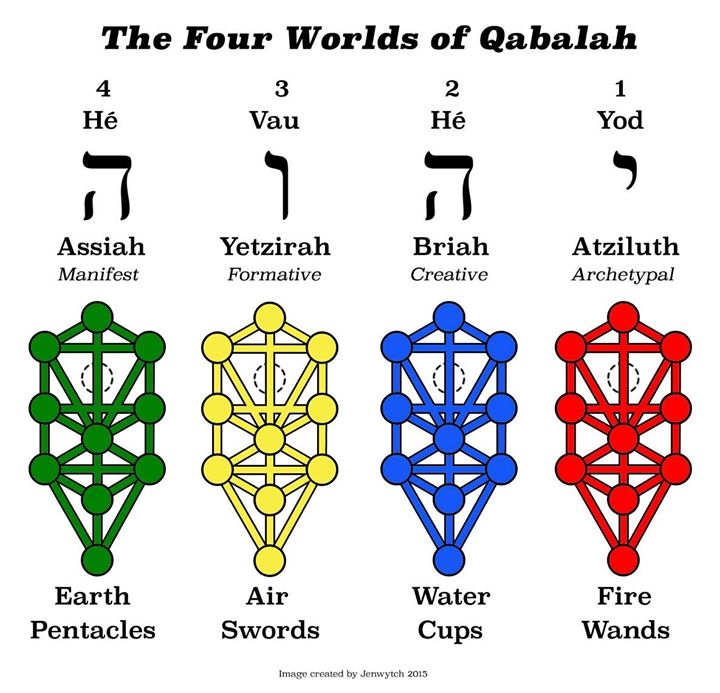 The Four Worlds of Qabalah
4 3 2 1
Hé Vau Hé Yod
ה ו ה י
Assiah Yetzirah Briah Atziluth
Manifest Formative Creative Archetypal
Earth Air Water Fire
Pentacles Swords Cups Wands
Image created by Jenwytch 2015